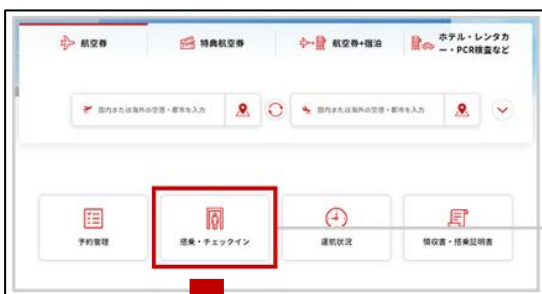 航空券
特典航空券
航空券+宿泊
ホテル・レンタカ
ー・PCR検査など
国内または海外の空港・都市を入力
国内または海外の空港・都市を入力
予約管理
搭乗・チェックイン
運航状況
領収書・搭乗証明書